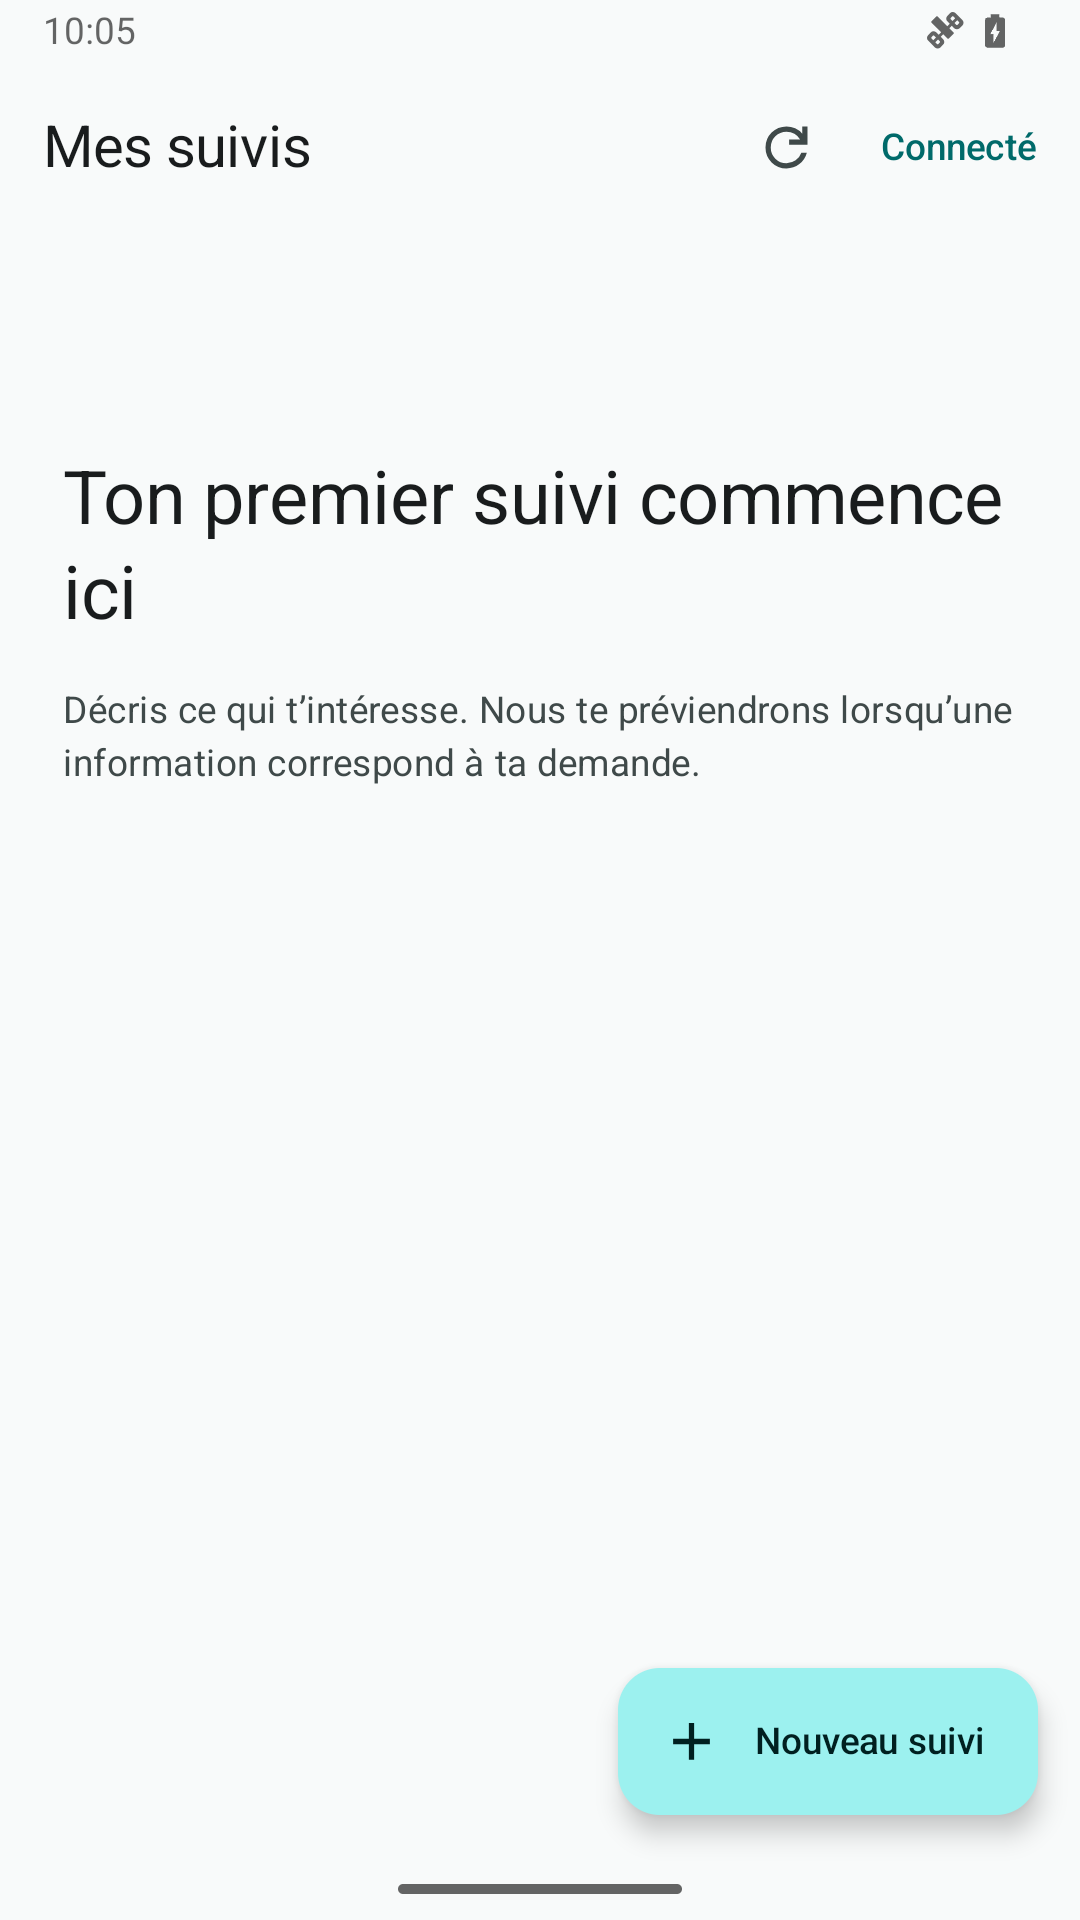 10:05
Mes suivis
Connecté
Ton premier suivi commence
ici
Décris ce qui t’intéresse. Nous te préviendrons lorsqu’une
information correspond à ta demande.
Nouveau suivi